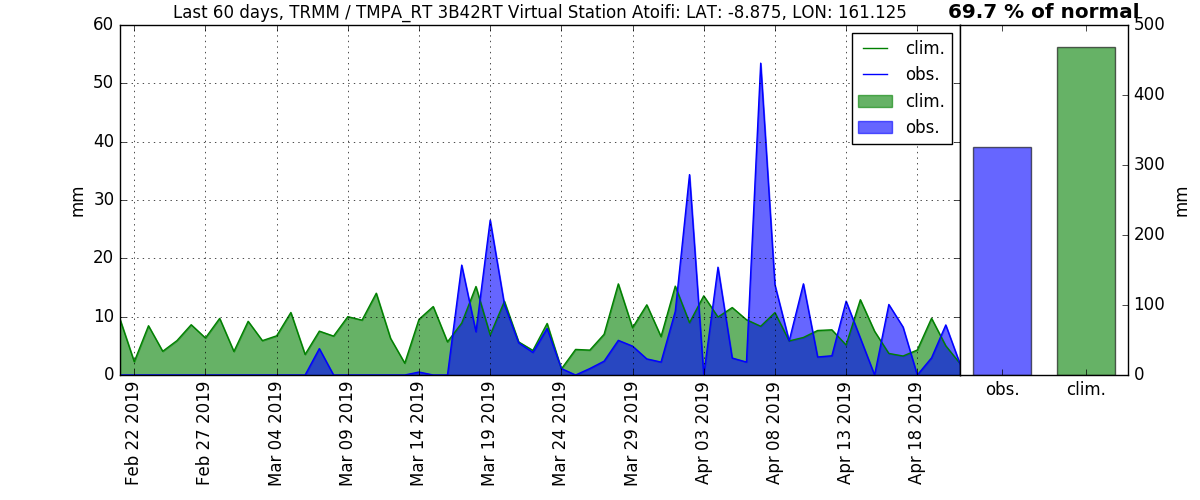 Last 60 days, TRMM / TMPA_RT 3B42RT Virtual Station Atoifi: LAT: -8.875, LON: 161.125
69.7 % of normal
60
50
40
30
20
10
0
mm
clim.
obs.
clim.
obs.
500
400
300
200
100
0
mm
obs.
clim.
Feb 22 2019
Feb 27 2019
Mar 04 2019
Mar 09 2019
Mar 14 2019
Mar 19 2019
Mar 24 2019
Mar 29 2019
Apr 03 2019
Apr 08 2019
Apr 13 2019
Apr 18 2019